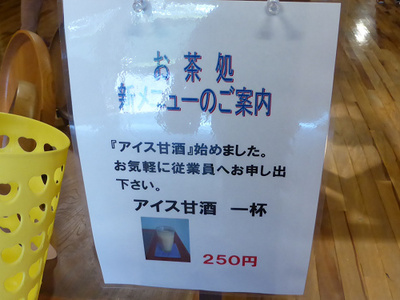 お茶処
新メニューのご案内
『アイス甘酒』始めました。
お気軽に従業員へお申し出
下さい。
アイス甘酒 一杯
250円